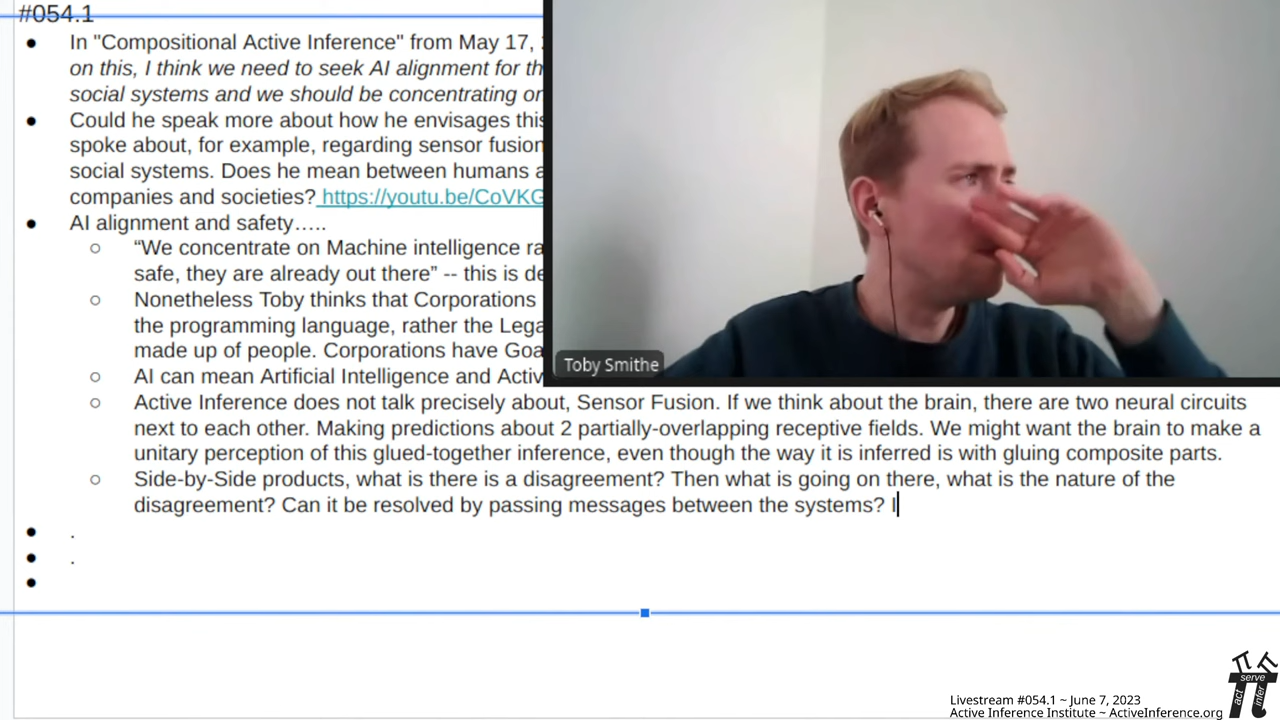 #054.1
● In "Compositional Active Inference" from May 17,
on this, I think we need to seek AI alignment for th
social systems and we should be concentrating on
● Could he speak more about how he envisages this
spoke about, for example, regarding sensor fusion
social systems. Does he mean between humans a
companies and societies? https://youtu.be/CoVKG
● AI alignment and safety…..
○ “We concentrate on Machine intelligence ra
safe, they are already out there” -- this is de
○ Nonetheless Toby thinks that Corporations
the programming language, rather the Lega
made up of people. Corporations have Goa
○ AI can mean Artificial Intelligence and Activ
○ Active Inference does not talk precisely about, Sensor Fusion. If we think about the brain, there are two neural circuits
next to each other. Making predictions about 2 partially-overlapping receptive fields. We might want the brain to make a
unitary perception of this glued-together inference, even though the way it is inferred is with gluing composite parts.
○ Side-by-Side products, what is there is a disagreement? Then what is going on there, what is the nature of the
disagreement? Can it be resolved by passing messages between the systems? I
● .
● .
●
Toby Smithe
act serve infer
Livestream #054.1 ~ June 7, 2023
Active Inference Institute ~ ActiveInference.org